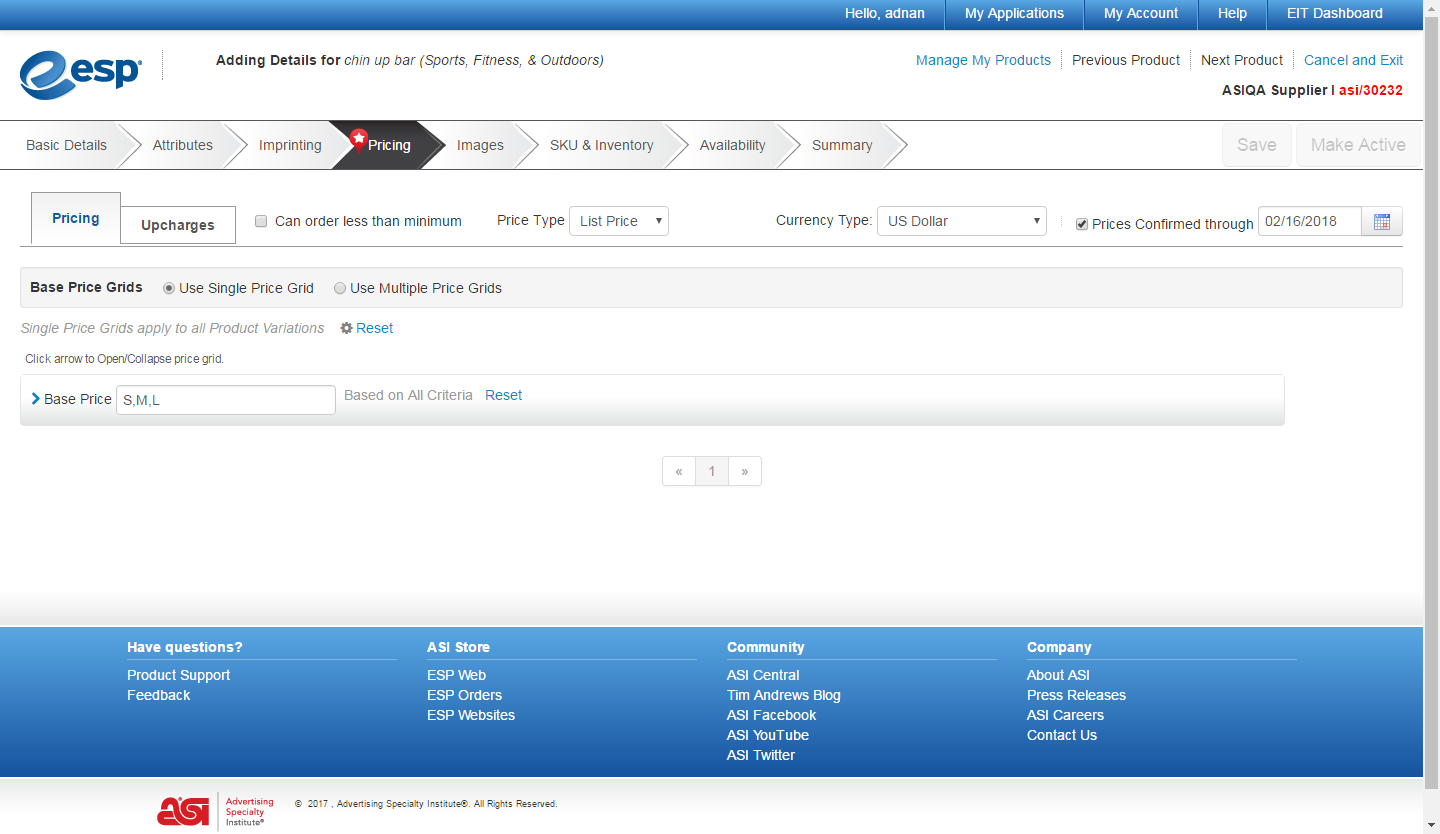 Hello, adnan My Applications My Account Help EIT Dashboard
esp
Adding Details for chin up bar (Sports, Fitness, & Outdoors)
Manage My Products Previous Product Next Product Cancel and Exit
ASIQA Supplier I asi/30232
Basic Details Attributes Imprinting Pricing Images SKU & Inventory Availability Summary Save Make Active
Pricing Upcharges Can order less than minimum Price Type List Price Currency Type: US Dollar Prices Confirmed through 02/16/2018
Base Price Grids Use Single Price Grid Use Multiple Price Grids
Single Price Grids apply to all Product Variations Reset
Click arrow to Open/Collapse price grid.
Base Price S,M,L Based on All Criteria Reset
« 1 »
Have questions? ASI Store Community Company
Product Support ESP Web ASI Central About ASI
Feedback ESP Orders Tim Andrews Blog Press Releases
ESP Websites ASI Facebook ASI Careers
ASI YouTube Contact Us
ASI Twitter
asi Advertising
Specialty
Institute®
© 2017 , Advertising Specialty Institute®. All Rights Reserved.